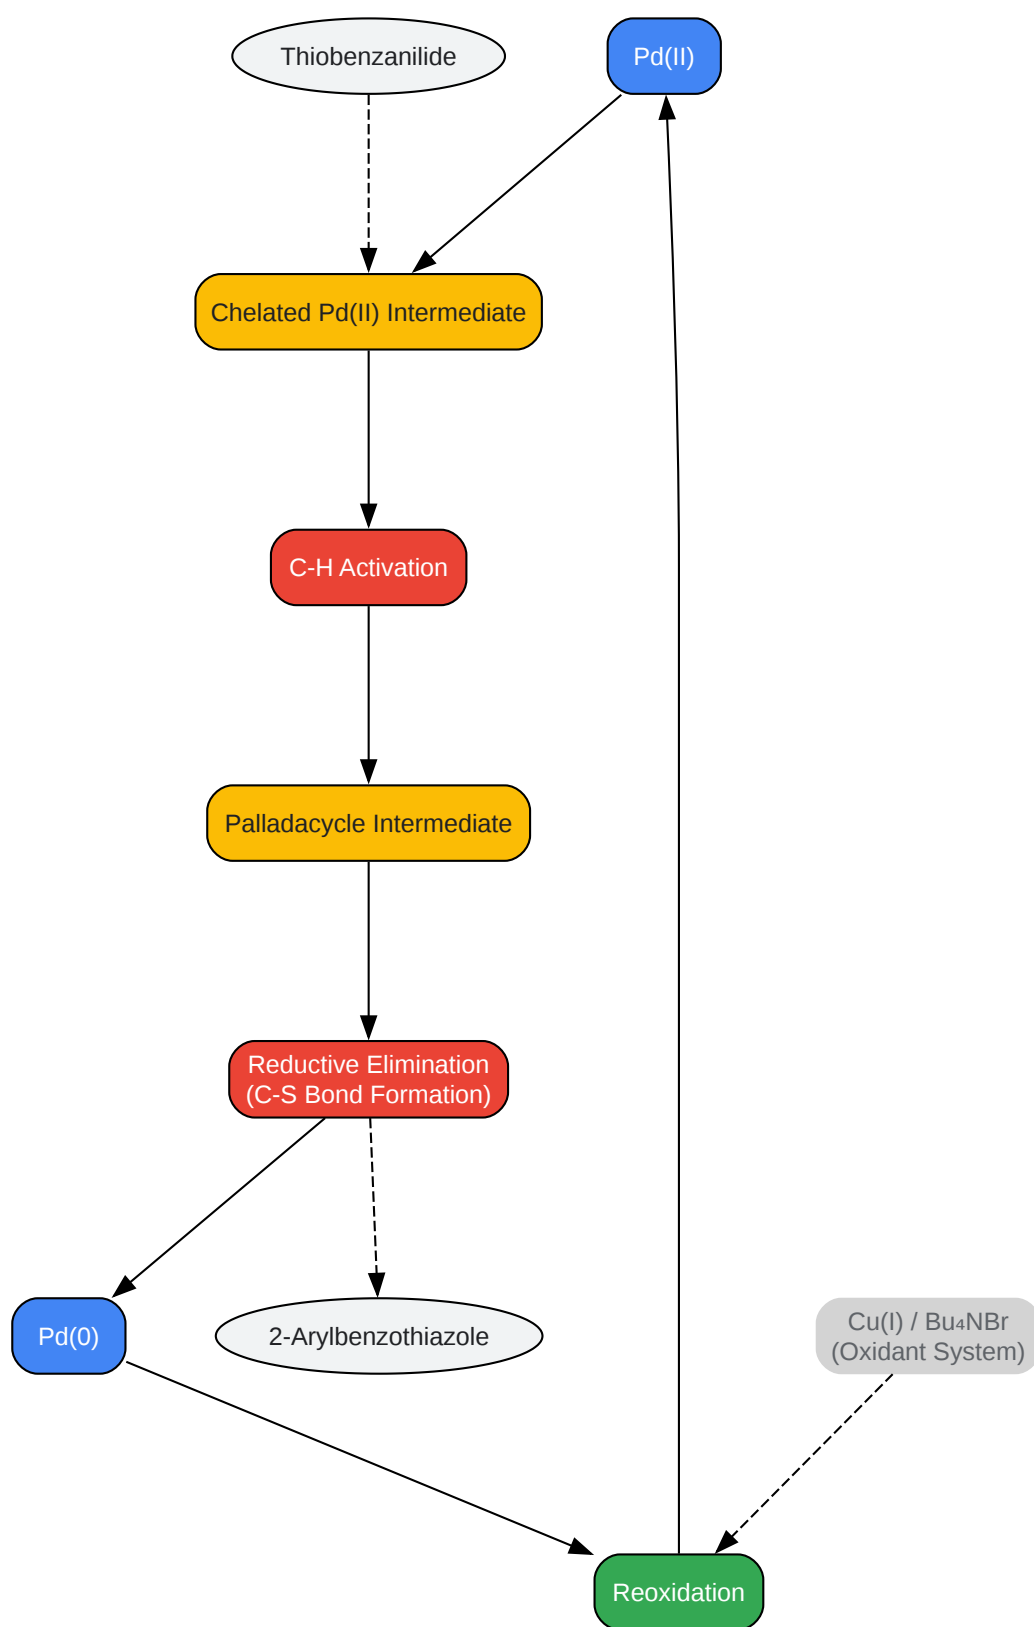 Thiobenzanilide
Pd(II)
Chelated Pd(II) Intermediate
C-H Activation
Palladacycle Intermediate
Reductive Elimination
(C-S Bond Formation)
Pd(0)
2-Arylbenzothiazole
Cu(I) / Bu₄NBr
(Oxidant System)
Reoxidation